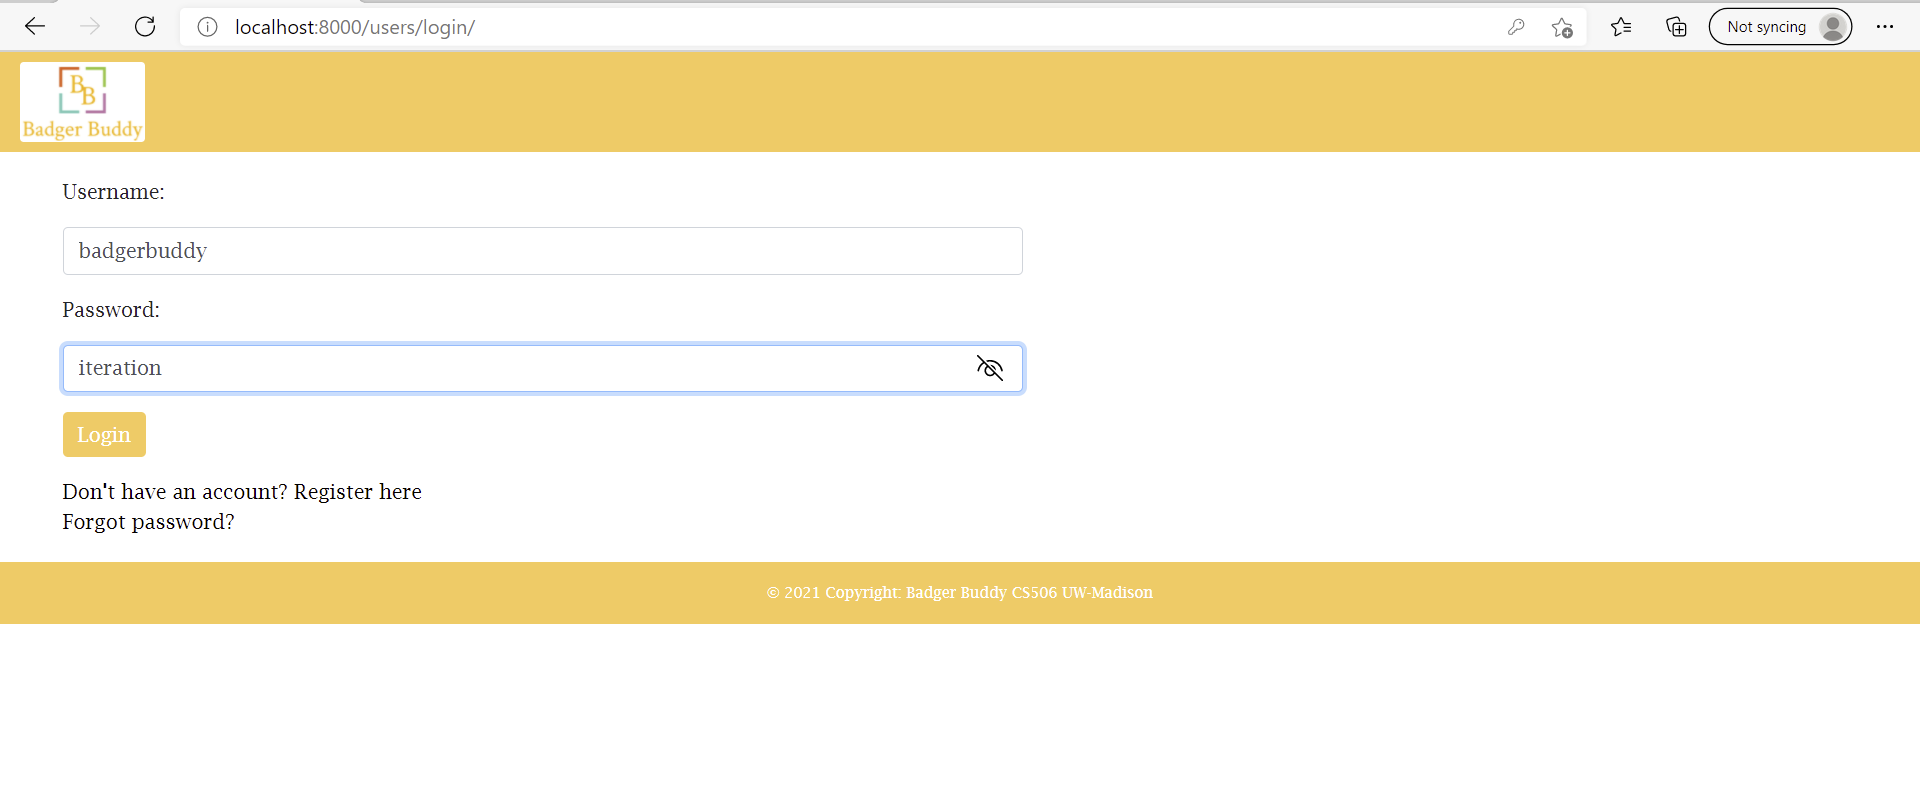 localhost:8000/users/login/
Not syncing
B
B
Badger Buddy
Username:
badgerbuddy
Password:
iteration
Login
Don't have an account? Register here
Forgot password?
© 2021 Copyright: Badger Buddy CS506 UW-Madison